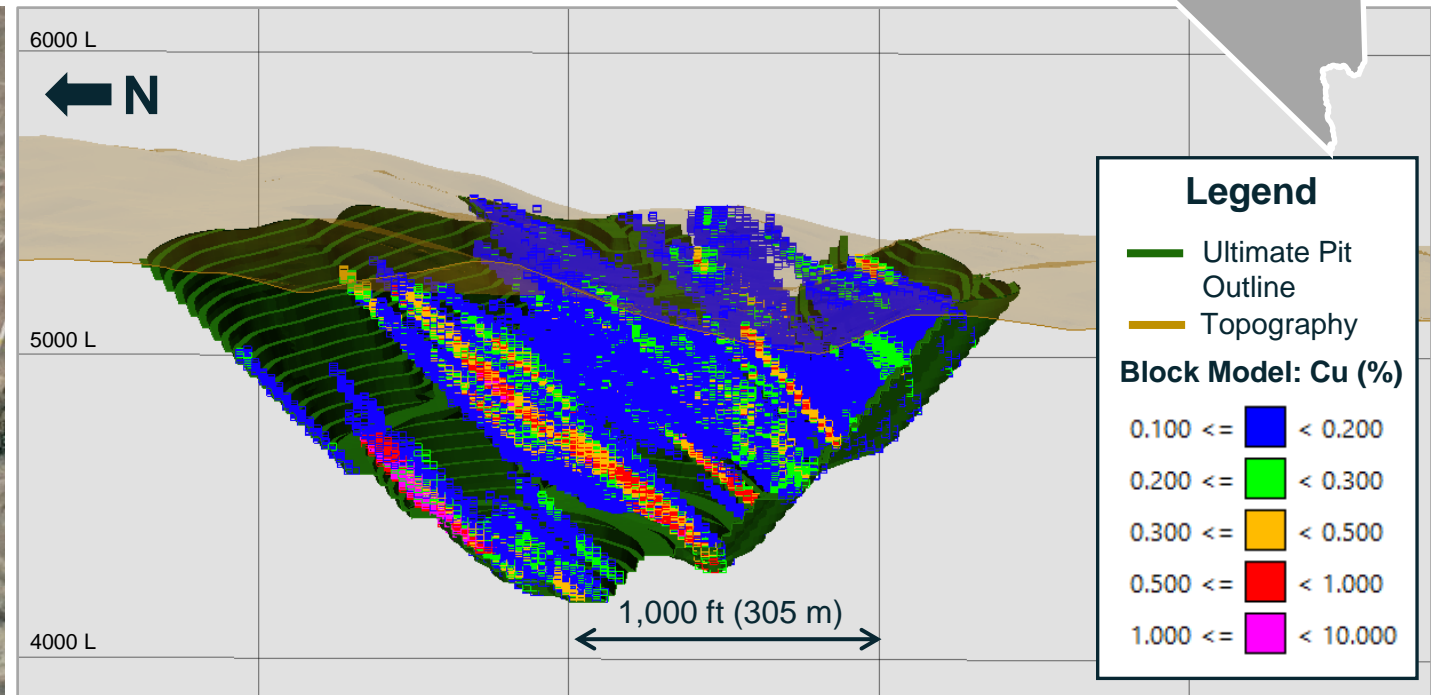 6000 L
N
5000 L
4000 L
1,000 ft (305 m)
Legend
Ultimate Pit
Outline
Topography
Block Model: Cu (%)
0.100 <= < 0.200
0.200 <= < 0.300
0.300 <= < 0.500
0.500 <= < 1.000
1.000 <= < 10.000